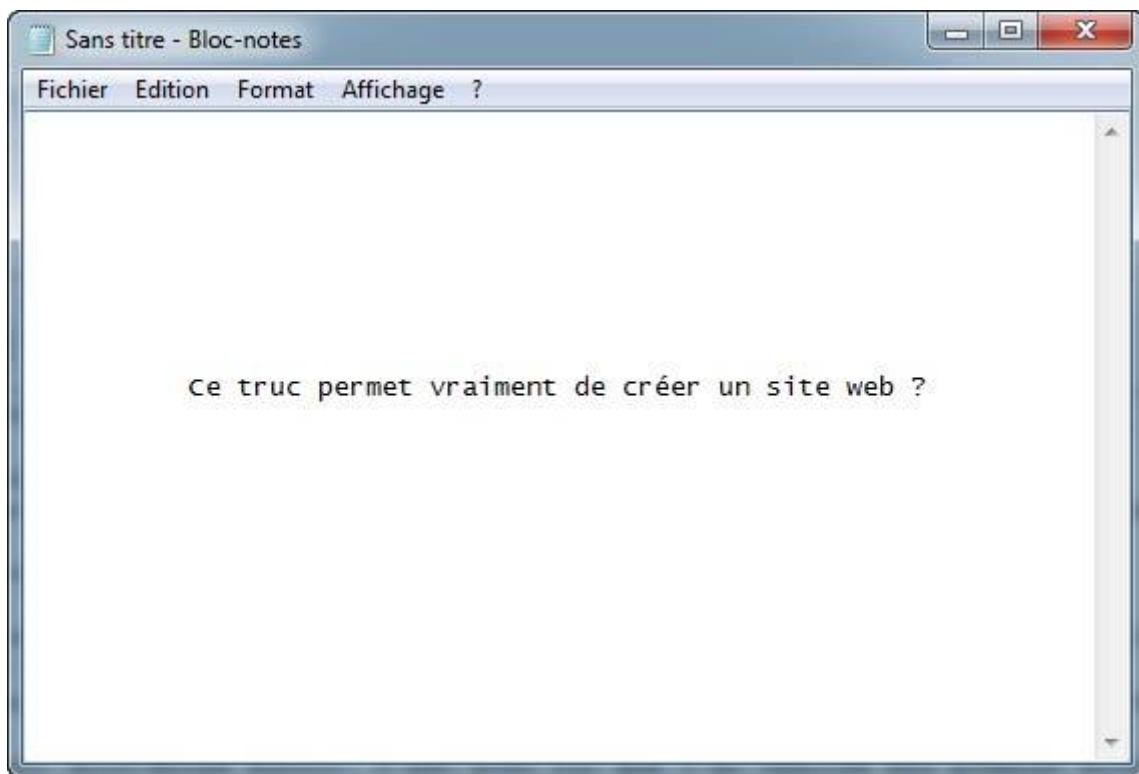 Sans titre - Bloc-notes
Fichier Edition Format Affichage ?
Ce truc permet vraiment de créer un site web ?